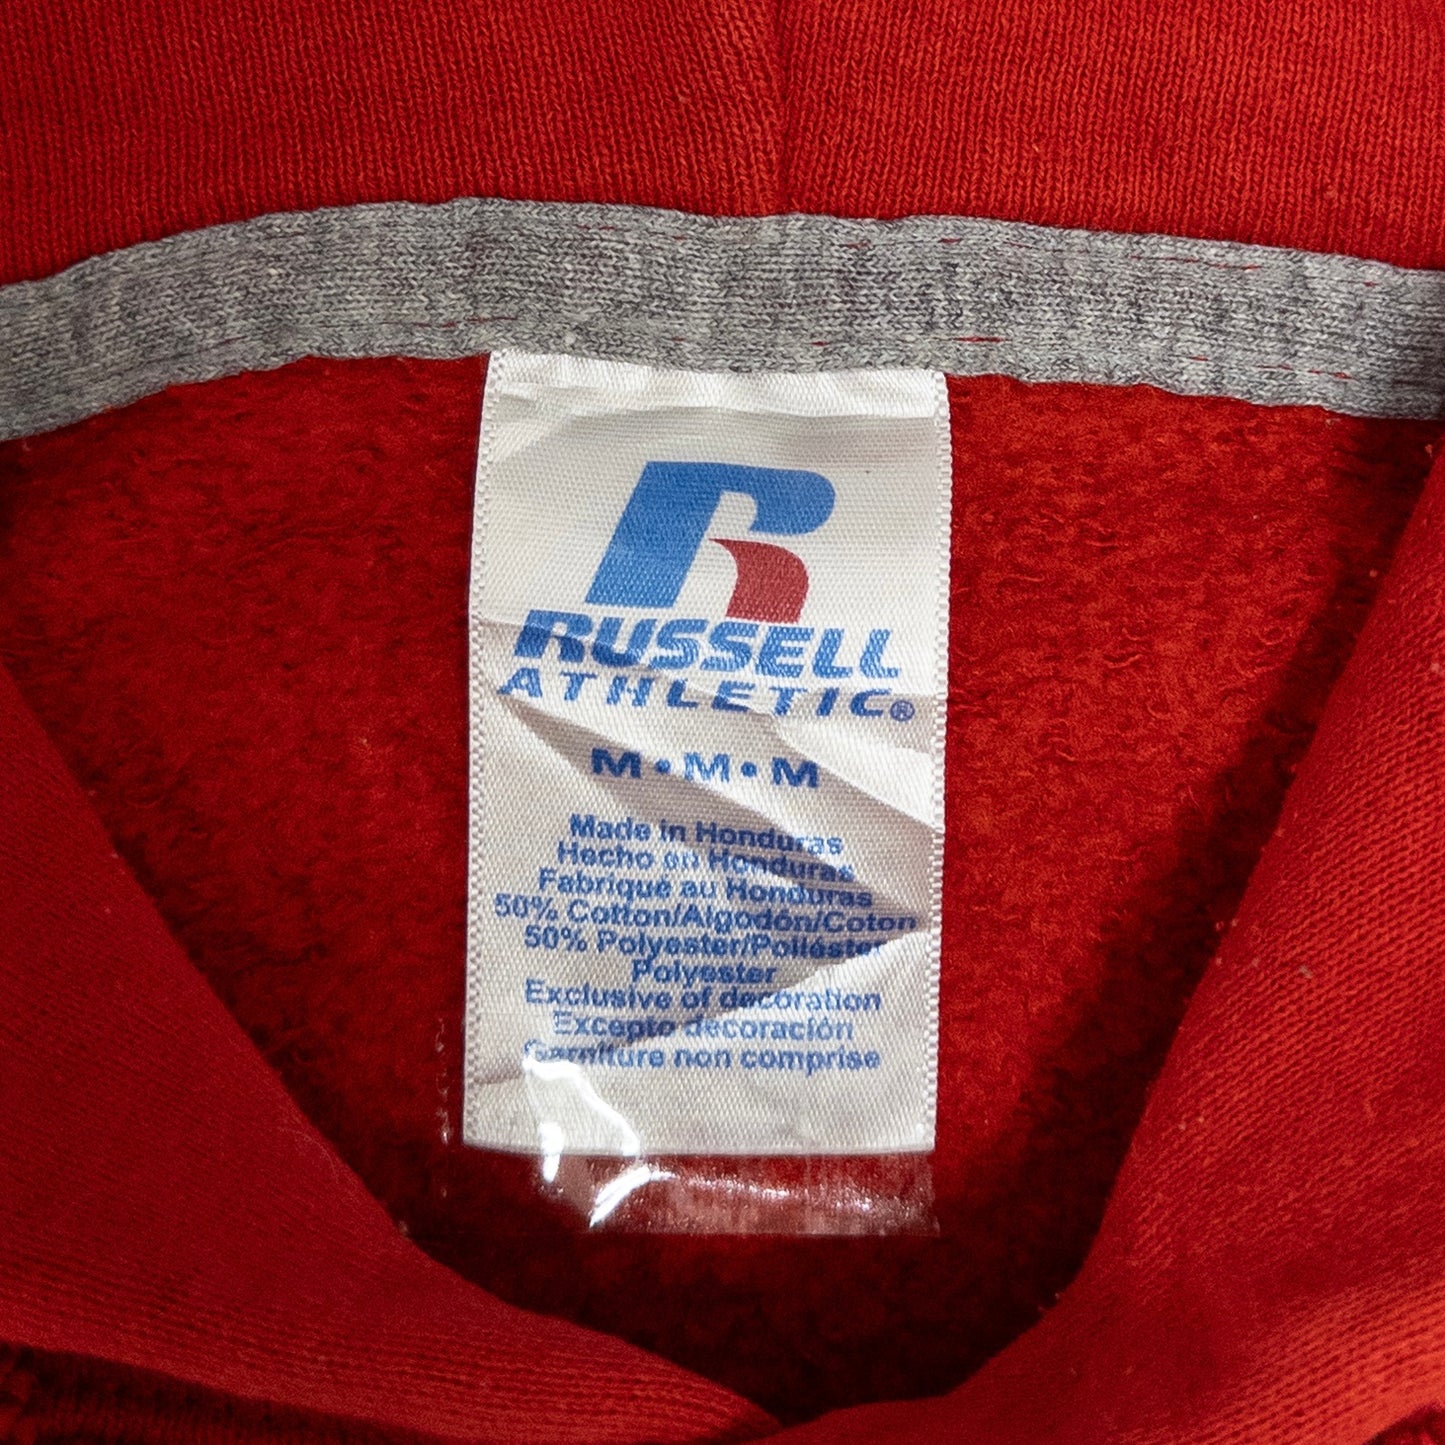 R
RUSSELL
ATHLETIC®
M • M • M
Made in Honduras
Hecho en Honduras
Fabrique au Honduras
50% Cotton/Algodón/Coton
50% Polyester/Poliéster
Polyester
Exclusive of decoration
Excepto decoración
Garniture non comprise